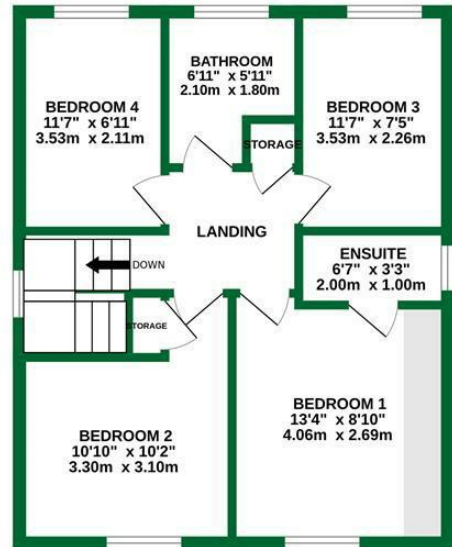 BATHROOM
6'11" x 5'11"
2.10m x 1.80m
BEDROOM 4
11'7" x 6'11"
3.53m x 2.11m
BEDROOM 3
11'7" x 7'5"
3.53m x 2.26m
STORAGE
LANDING
ENSUITE
6'7" x 3'3"
2.00m x 1.00m
DOWN
STORAGE
BEDROOM 1
13'4" x 8'10"
4.06m x 2.69m
BEDROOM 2
10'10" x 10'2"
3.30m x 3.10m